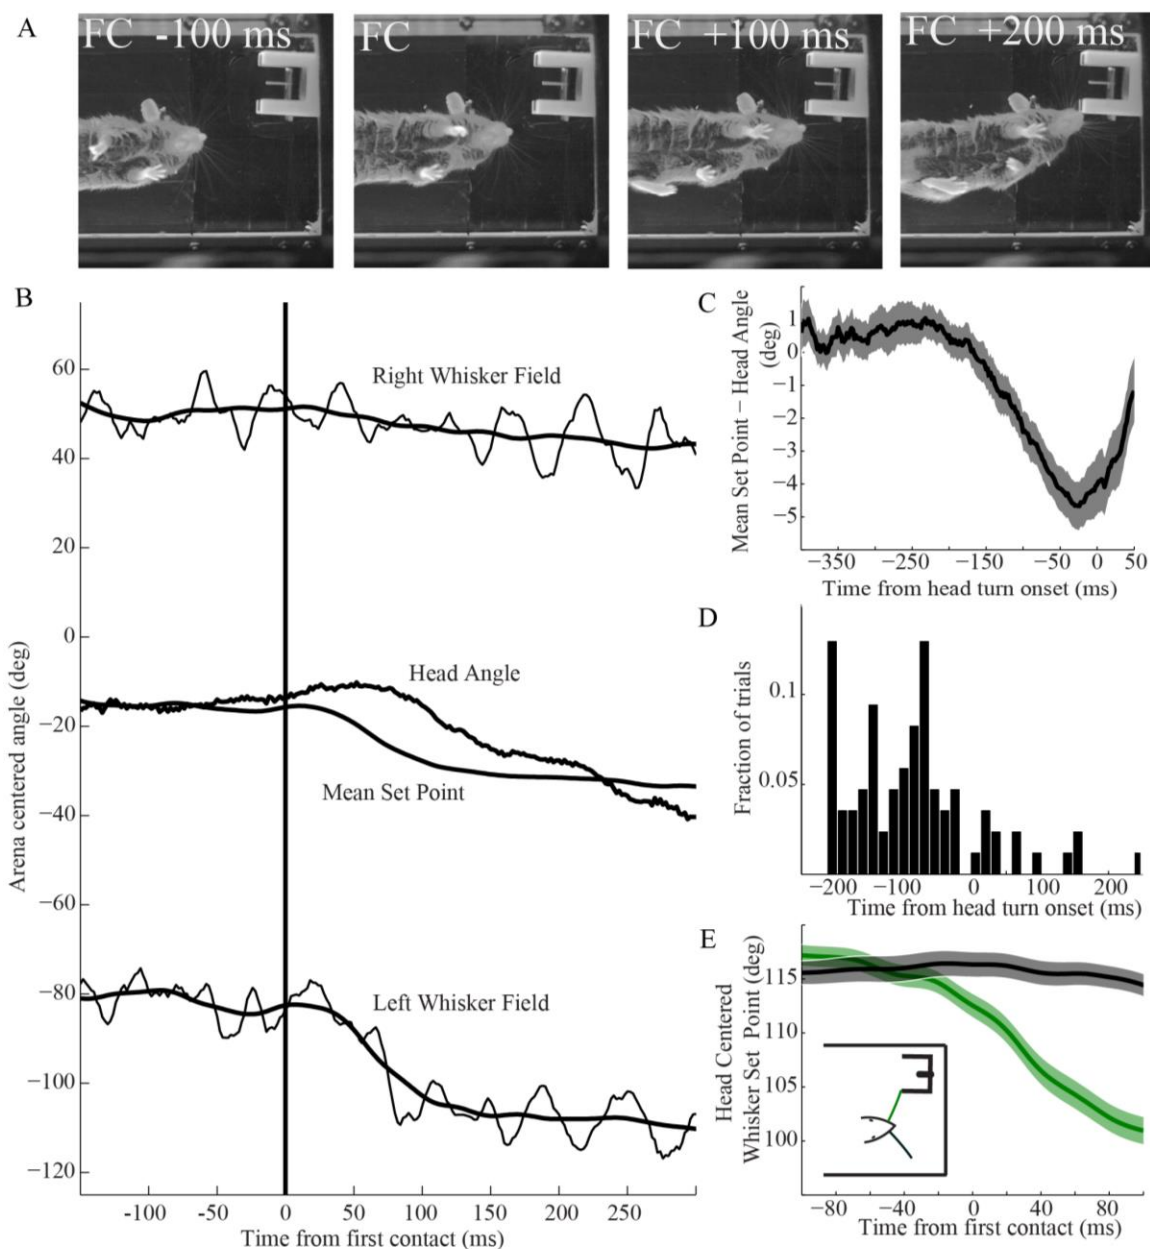 A
FC -100 ms
FC
FC +100 ms
FC +200 ms
B
Arena centered angle (deg)
60
40
20
0
−20
−40
−60
−80
−100
−120
Right Whisker Field
Head Angle
Mean Set Point
Left Whisker Field
-100
-50
0
50
100
150
200
250
Time from first contact (ms)
C
Mean Set Point − Head Angle
(deg)
1
0
−1
−2
−3
−4
−5
−350
−250
−150
−50
0
50
Time from head turn onset (ms)
D
Fraction of trials
0.1
0.05
−200
−100
0
100
200
Time from head turn onset (ms)
E
Head Centered
Whisker Set Point (deg)
115
110
105
100
−80
−40
0
40
80
Time from first contact (ms)